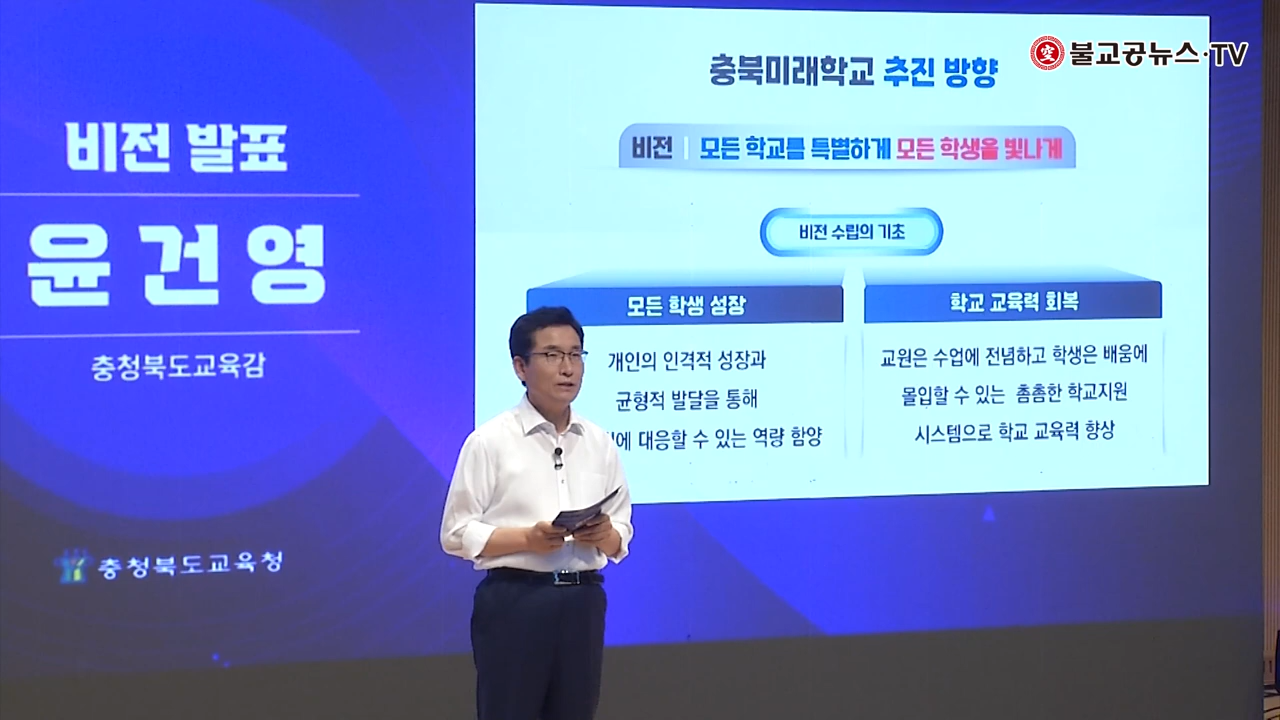 空 불교공뉴스·TV
비전 발표
윤건영
충청북도교육감
충청북도교육청
충북미래학교 추진 방향
비전 | 모든 학교를 특별하게 모든 학생을 빛나게
비전 수립의 기초
모든 학생 성장
개인의 인격적 성장과
균형적 발달을 통해
에 대응할 수 있는 역량 함양
학교 교육력 회복
교원은 수업에 전념하고 학생은 배움에
몰입할 수 있는 촘촘한 학교지원
시스템으로 학교 교육력 향상